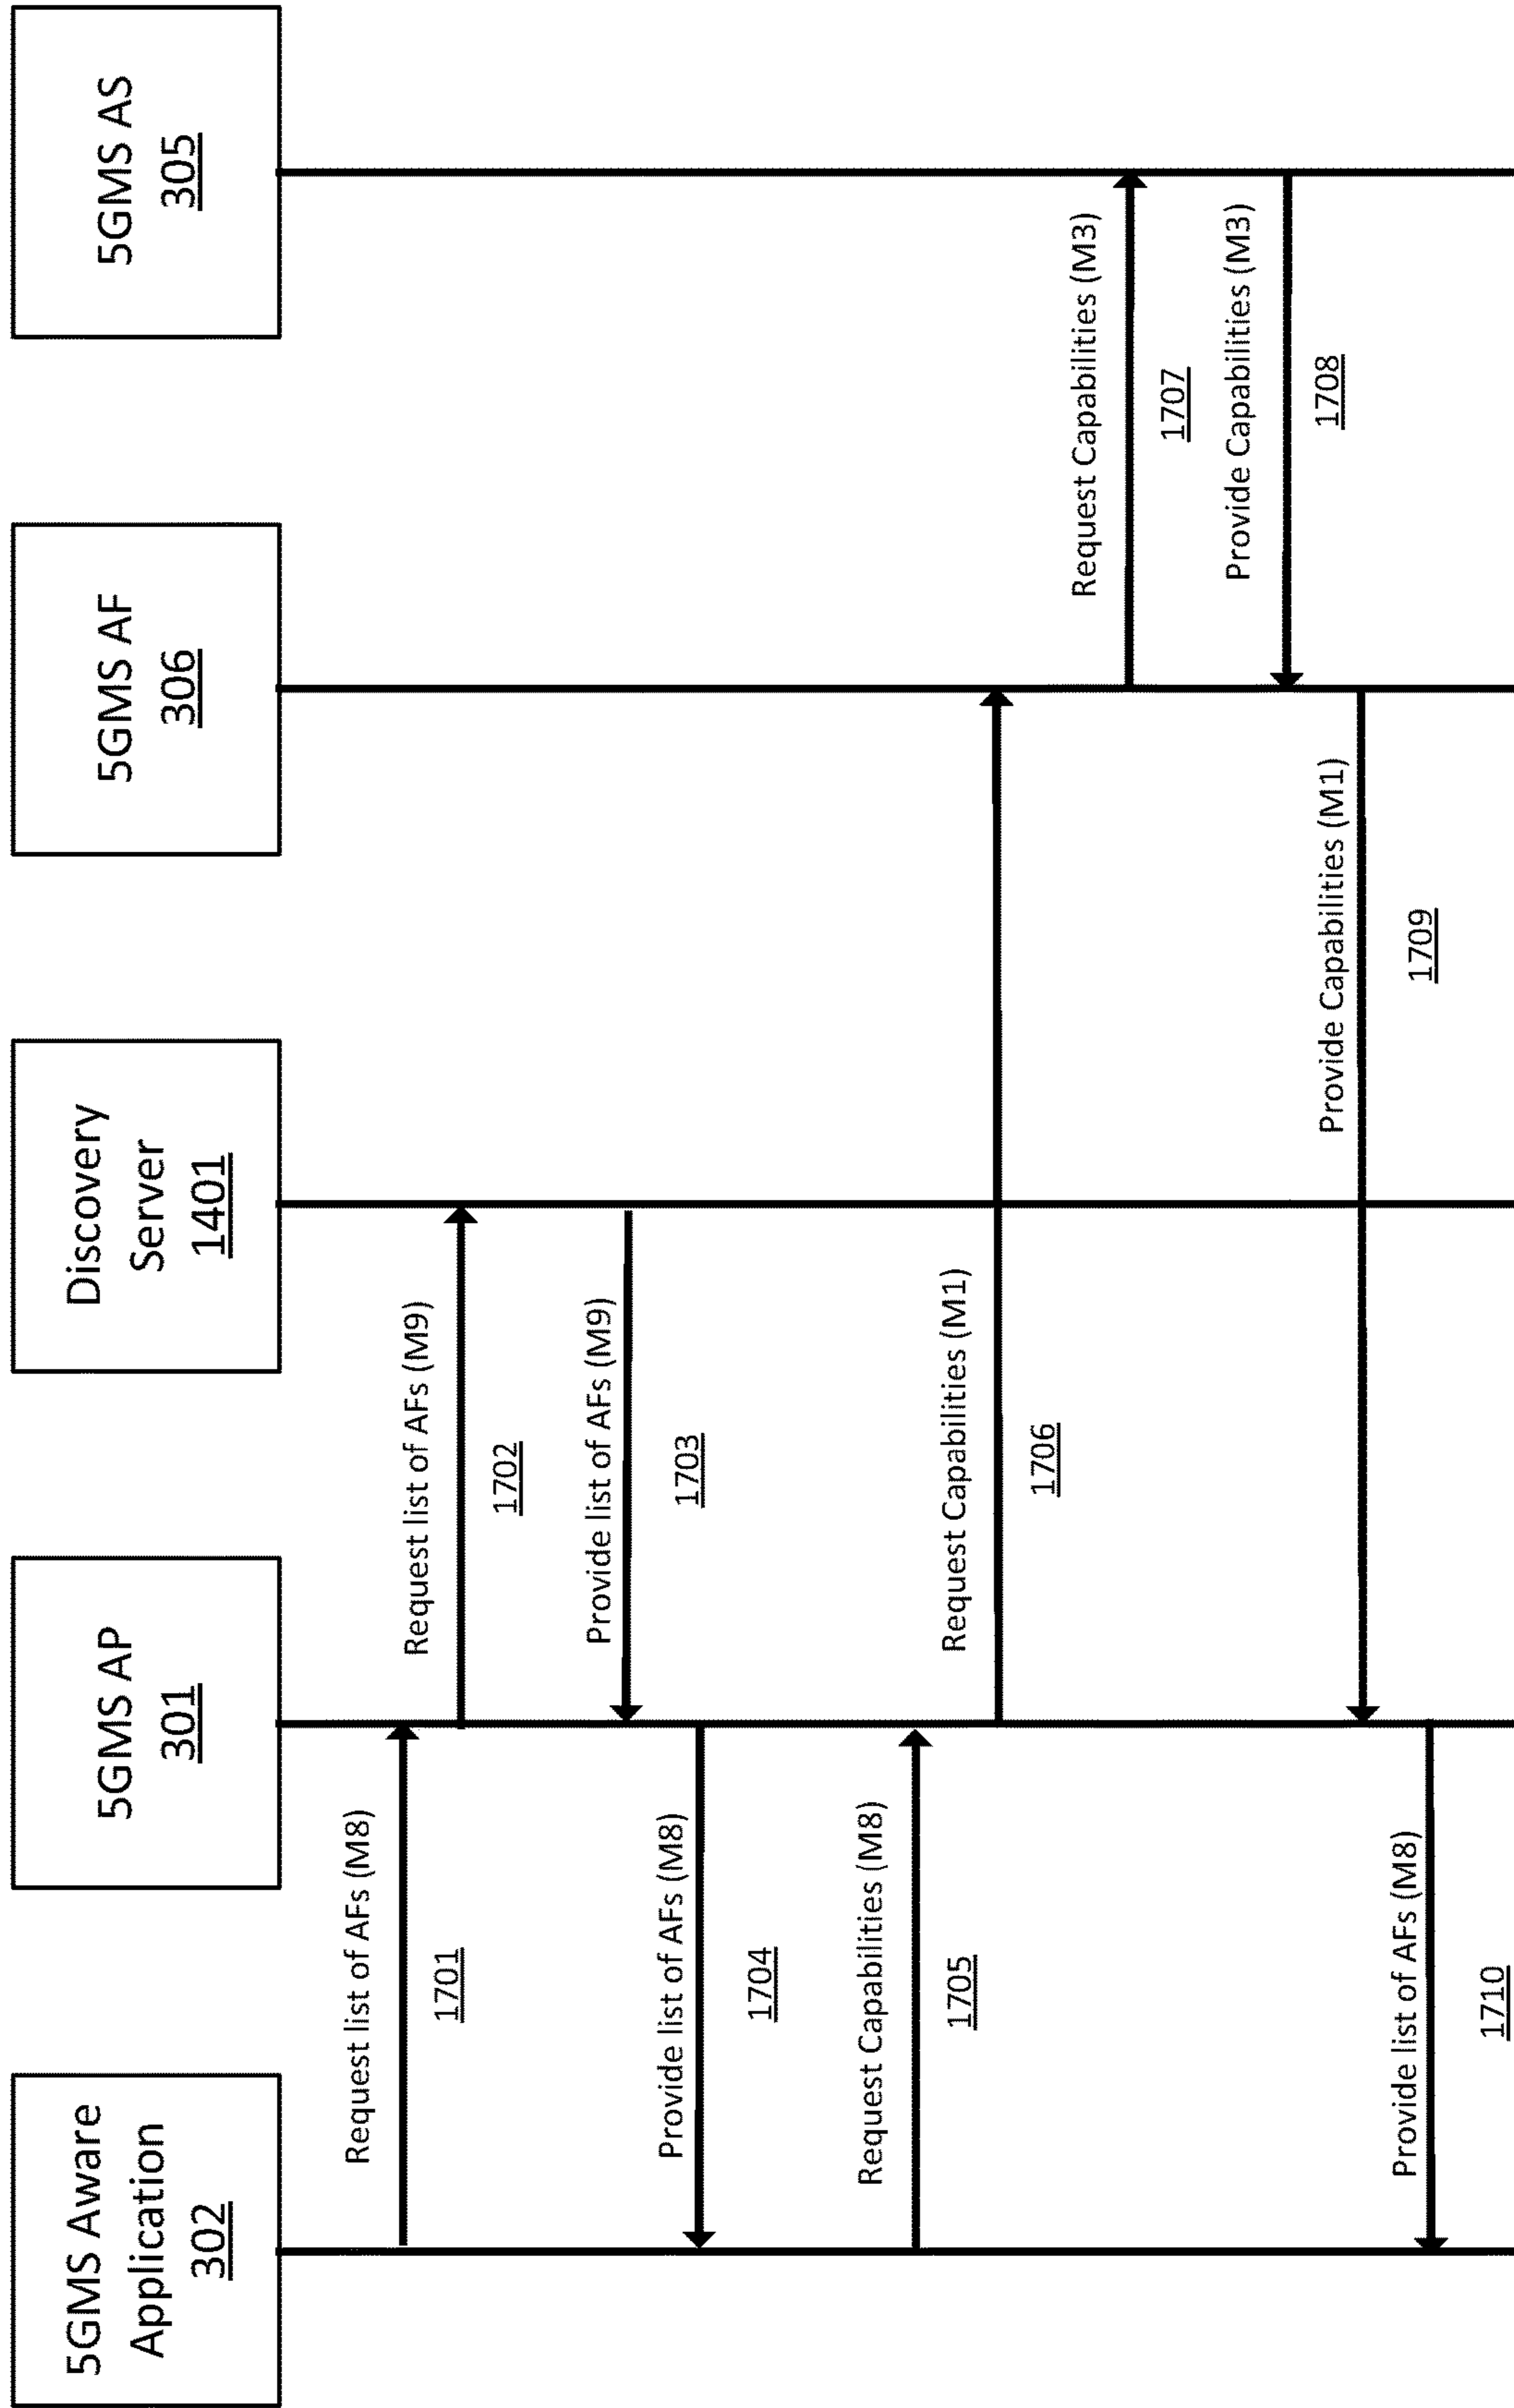 5GMS Aware
Application
302
5GMS AP
301
Discovery
Server
1401
5GMS AF
306
5GMS AS
305
Request list of AFs (M8)
1701
Request list of AFs (M9)
1702
Provide list of AFs (M9)
1703
Provide list of AFs (M8)
1704
Request Capabilities (M8)
1705
Request Capabilities (M1)
1706
Request Capabilities (M3)
1707
Provide Capabilities (M3)
1708
Provide Capabilities (M1)
1709
Provide list of AFs (M8)
1710